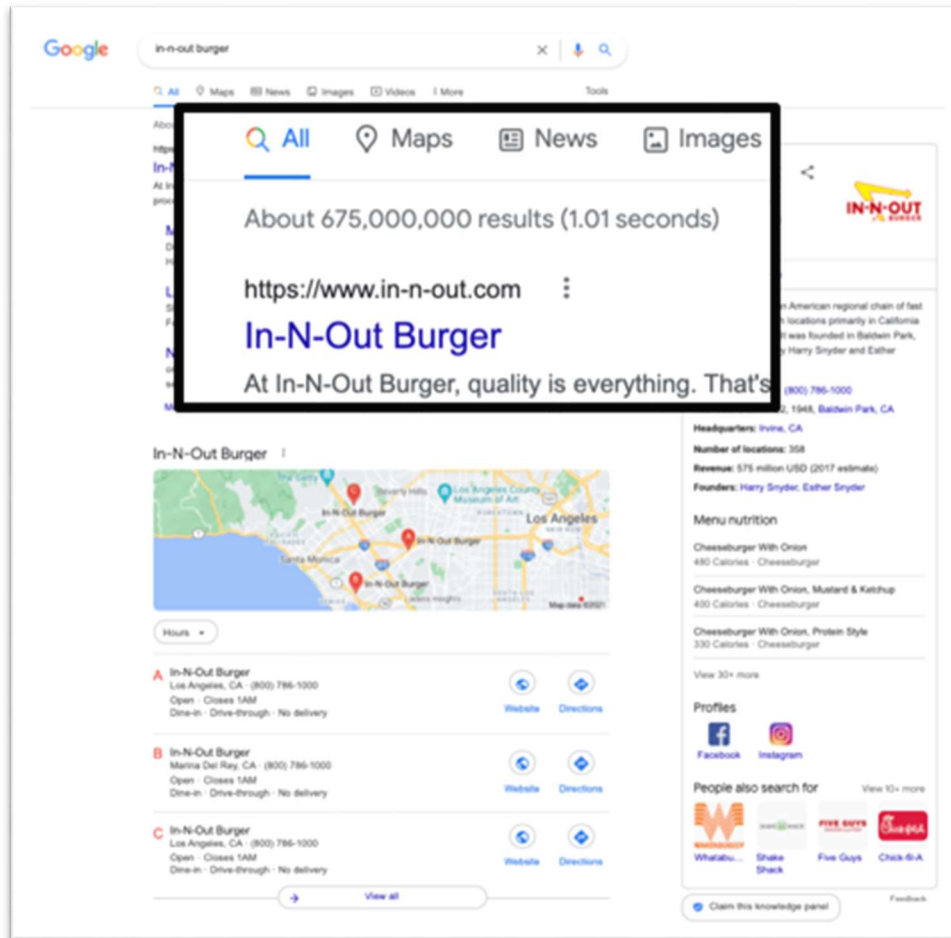 Google
in-n-out burger
All Maps News Images Videos More Tools
All Maps News Images
About 675,000,000 results (1.01 seconds)
https://www.in-n-out.com
In-N-Out Burger
At In-N-Out Burger, quality is everything. That's
In-N-Out Burger
The Getty
Beverly Hills
Los Angeles County
Museum of Art
In-N-Out Burger
Los Angeles
In-N-Out Burger
Santa Monica
In-N-Out Burger
Ladera Heights
Map data ©2021
Hours
A In-N-Out Burger
Los Angeles, CA · (800) 786-1000
Open · Closes 1AM
Dine-in · Drive-through · No delivery
Website Directions
B In-N-Out Burger
Marina Del Rey, CA · (800) 786-1000
Open · Closes 1AM
Dine-in · Drive-through · No delivery
Website Directions
C In-N-Out Burger
Los Angeles, CA · (800) 786-1000
Open · Closes 1AM
Dine-in · Drive-through · No delivery
Website Directions
View all
IN-N-OUT
BURGER
American regional chain of fast
locations primarily in California
was founded in Baldwin Park,
Harry Snyder and Esther
(800) 786-1000
1948, Baldwin Park, CA
Headquarters: Irvine, CA
Number of locations: 358
Revenue: 575 million USD (2017 estimate)
Founders: Harry Snyder, Esther Snyder
Menu nutrition
Cheeseburger With Onion
480 Calories · Cheeseburger
Cheeseburger With Onion, Mustard & Ketchup
400 Calories · Cheeseburger
Cheeseburger With Onion, Protein Style
330 Calories · Cheeseburger
View 30+ more
Profiles
Facebook Instagram
People also search for View 10+ more
WHATABURGER SHAKE SHACK FIVE GUYS Chick-fil-A
Whatabu... Shake Shack Five Guys Chick-fil-A
Claim this knowledge panel
Feedback